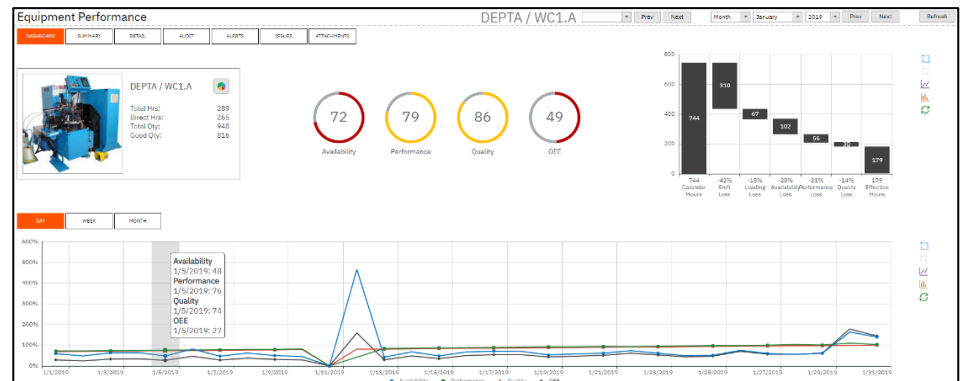 Equipment Performance
DEPTA / WC1.A
Prev Next
Month January 2019 Prev Next
Refresh
DASHBOARD SUMMARY DETAIL AUDIT ALERTS ISSUES ATTACHMENTS
DEPTA / WC1.A
Total Hrs: 289
Direct Hrs: 265
Total Qty: 948
Good Qty: 816
72 79 86 49
Availability Performance Quality OEE
800
600
400
200
0
744 310 67 102 56 30 179
744 -42% -15% -28% -21% -14% 179
Calendar Shift Loading Availability Performance Quality Effective
Hours Loss Loss Loss Loss Loss Hours
DAY WEEK MONTH
600%
500%
400%
300%
200%
100%
0%
Availability
1/5/2019: 48
Performance
1/5/2019: 76
Quality
1/5/2019: 74
OEE
1/5/2019: 27
1/1/2019 1/3/2019 1/5/2019 1/7/2019 1/9/2019 1/11/2019 1/13/2019 1/15/2019 1/17/2019 1/19/2019 1/21/2019 1/23/2019 1/25/2019 1/27/2019 1/29/2019 1/31/2019
Availability Performance Quality OEE